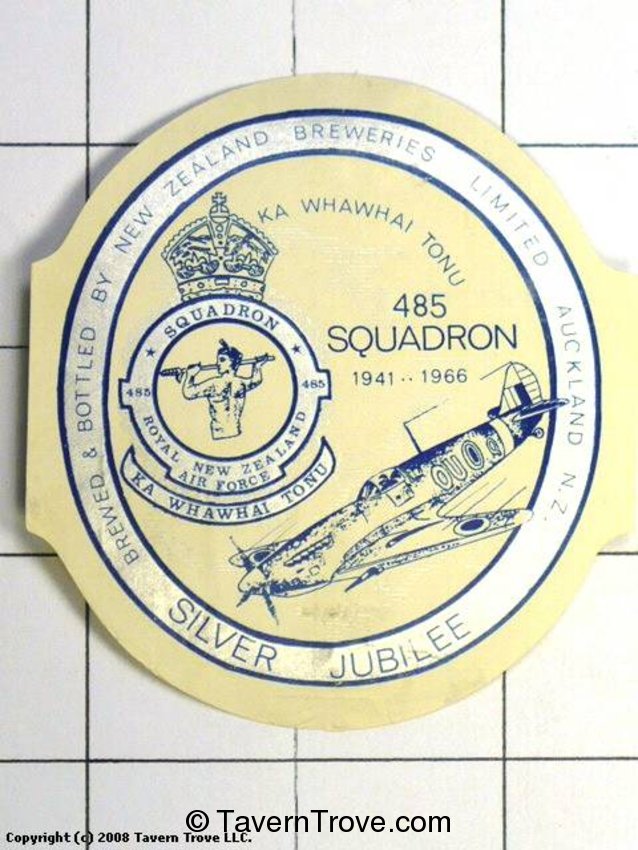 BREWED & BOTTLED BY NEW ZEALAND BREWERIES LIMITED AUCKLAND N.Z.
KA WHAWHAI TONU
485
SQUADRON
1941 .. 1966
SQUADRON
485 485
ROYAL NEW ZEALAND
AIR FORCE
KA WHAWHAI TONU
OU Q
SILVER JUBILEE
© TavernTrove.com
Copyright (c) 2008 Tavern Trove LLC.